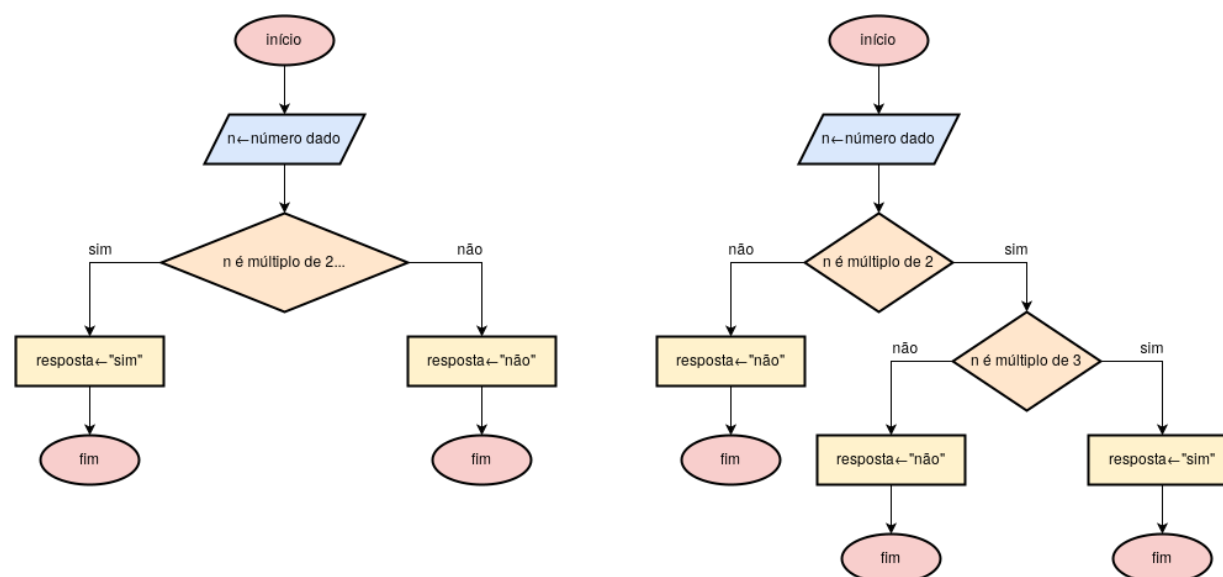 início
n←número dado
sim
n é múltiplo de 2...
não
resposta←"sim"
resposta←"não"
fim
fim
início
n←número dado
não
n é múltiplo de 2
sim
resposta←"não"
não
n é múltiplo de 3
sim
fim
resposta←"não"
resposta←"sim"
fim
fim